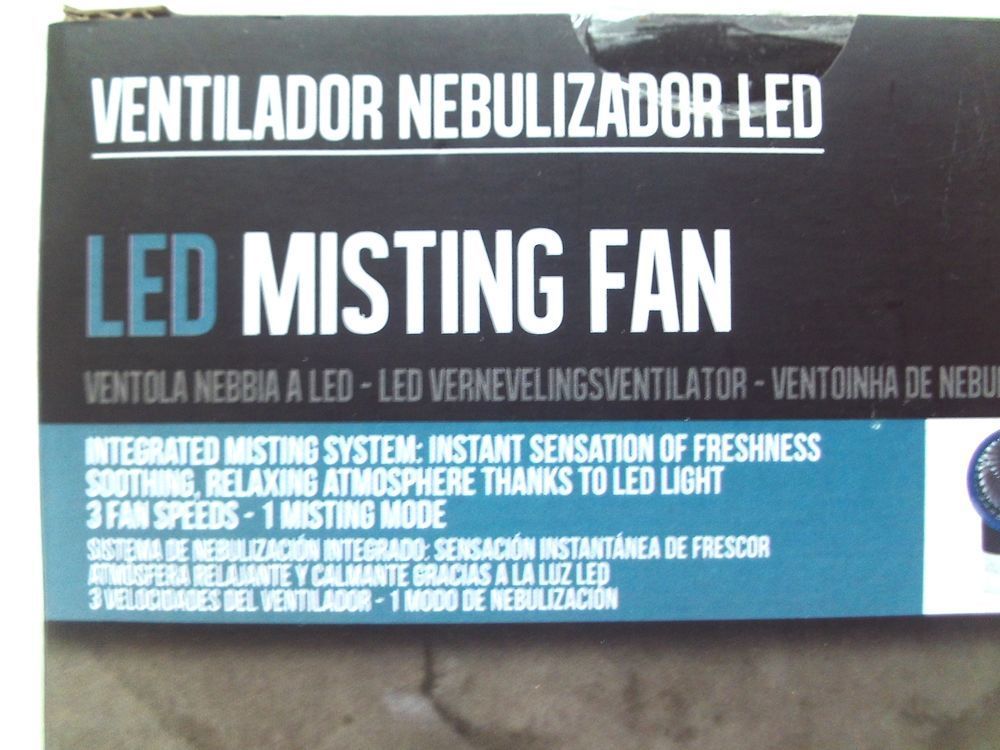 VENTILADOR NEBULIZADOR LED
LED MISTING FAN
VENTOLA NEBBIA A LED - LED VERNEVELINGSVENTILATOR - VENTOINHA DE NEBU
INTEGRATED MISTING SYSTEM: INSTANT SENSATION OF FRESHNESS
SOOTHING, RELAXING ATMOSPHERE THANKS TO LED LIGHT
3 FAN SPEEDS - 1 MISTING MODE
SISTEMA DE NEBULIZACIÓN INTEGRADO: SENSACIÓN INSTANTÁNEA DE FRESCOR
ATMÓSFERA RELAJANTE Y CALMANTE GRACIAS A LA LUZ LED
3 VELOCIDADES DEL VENTILADOR - 1 MODO DE NEBULIZACIÓN